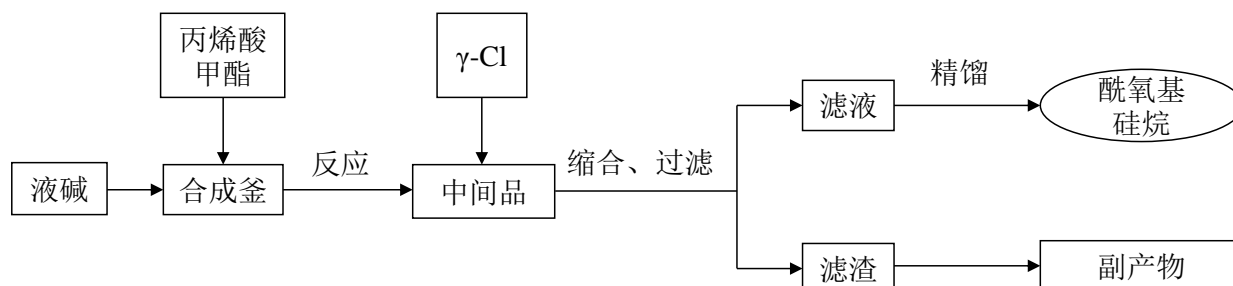 丙烯酸
甲酯
γ-Cl
液碱
合成釜
反应
中间品
缩合、过滤
滤液
精馏
酰氧基
硅烷
滤渣
副产物